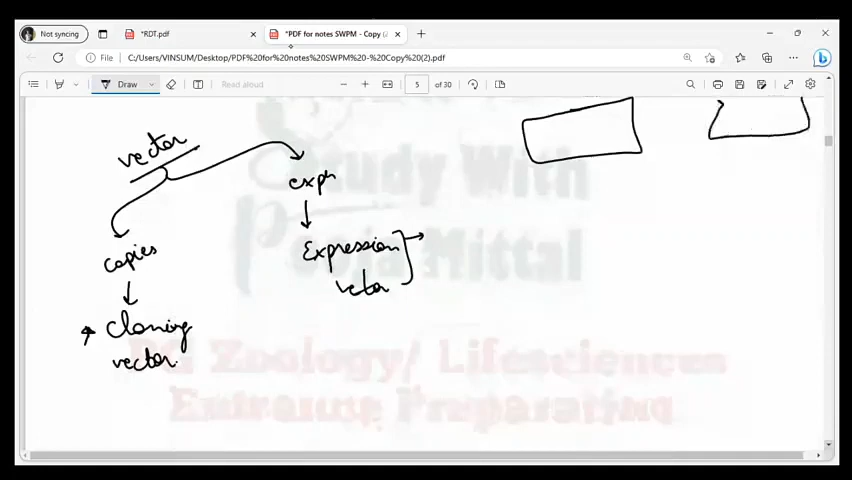 Not syncing
*RDT.pdf
*PDF for notes SWPM - Copy (
C:/Users/VINSUM/Desktop/PDF%20for%20notes%20SWPM%20-%20Copy%20(2).pdf
Draw
Read aloud
5 of 30
vector
expn
copies
Expression
vector
cloning
vector
Study With
Pooja Mittal
PG Zoology/ Lifesciences
Entrance Preparation